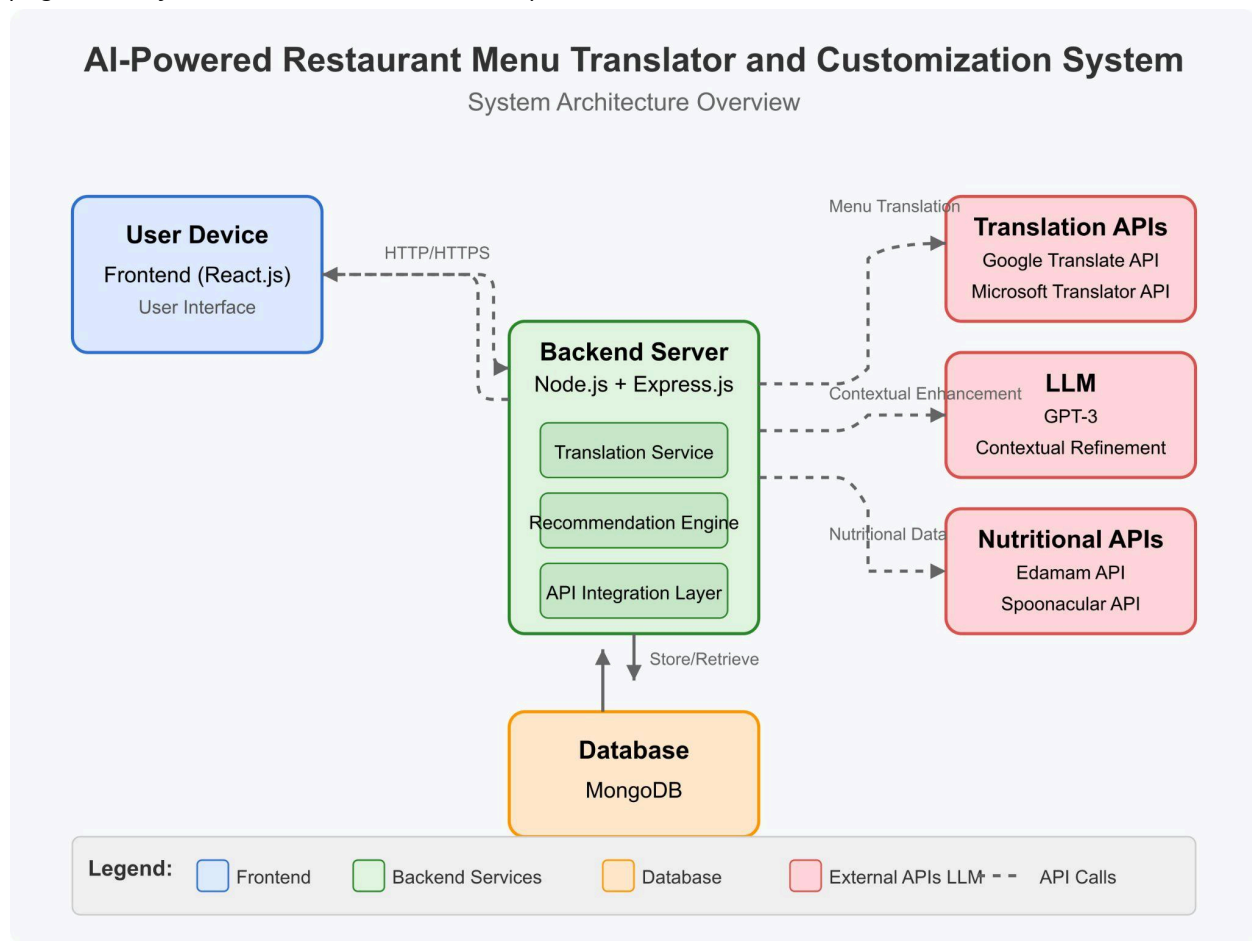 AI-Powered Restaurant Menu Translator and Customization System
System Architecture Overview
User Device
Frontend (React.js)
User Interface
HTTP/HTTPS
Backend Server
Node.js + Express.js
Translation Service
Recommendation Engine
API Integration Layer
Menu Translation
Translation APIs
Google Translate API
Microsoft Translator API
Contextual Enhancement
LLM
GPT-3
Contextual Refinement
Nutritional Data
Nutritional APIs
Edamam API
Spoonacular API
Store/Retrieve
Database
MongoDB
Legend:
Frontend
Backend Services
Database
External APIs LLM
API Calls